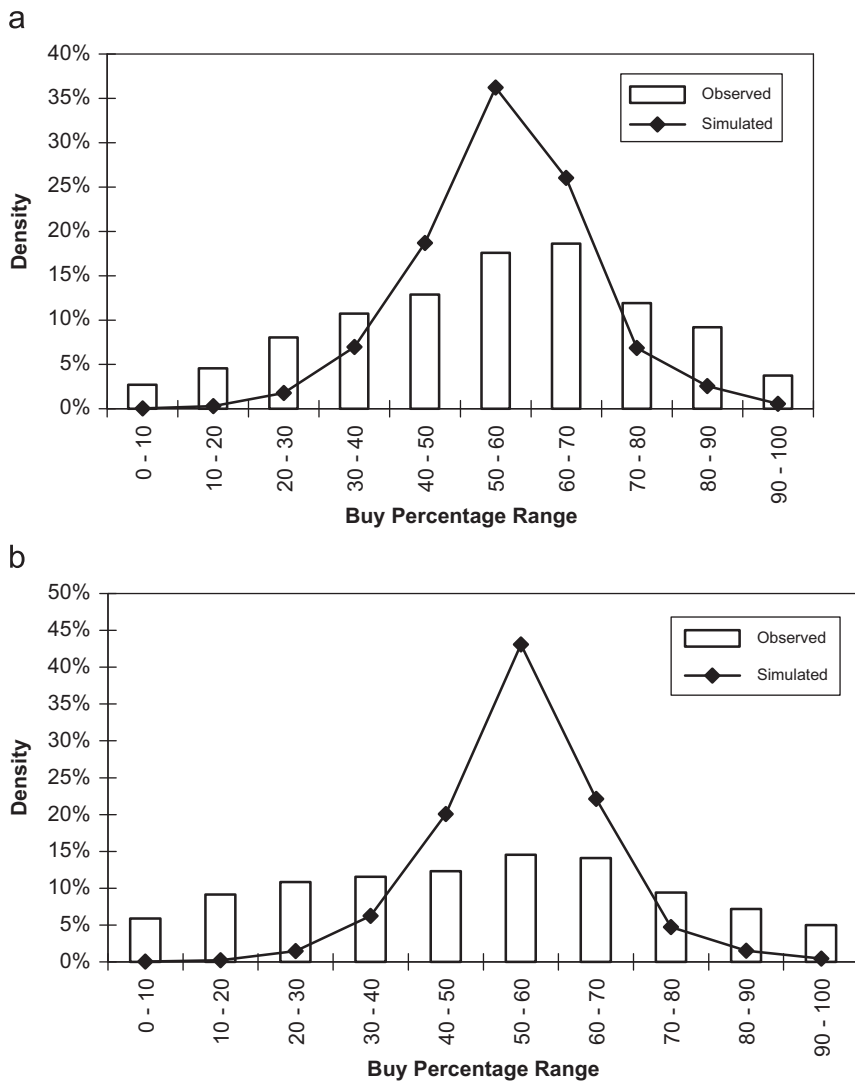 a
40%
35%
30%
25%
20%
15%
10%
5%
0%
Density
Observed
Simulated
0 - 10
10 - 20
20 - 30
30 - 40
40 - 50
50 - 60
60 - 70
70 - 80
80 - 90
90 - 100
Buy Percentage Range
b
50%
45%
40%
35%
30%
25%
20%
15%
10%
5%
0%
Density
Observed
Simulated
0 - 10
10 - 20
20 - 30
30 - 40
40 - 50
50 - 60
60 - 70
70 - 80
80 - 90
90 - 100
Buy Percentage Range